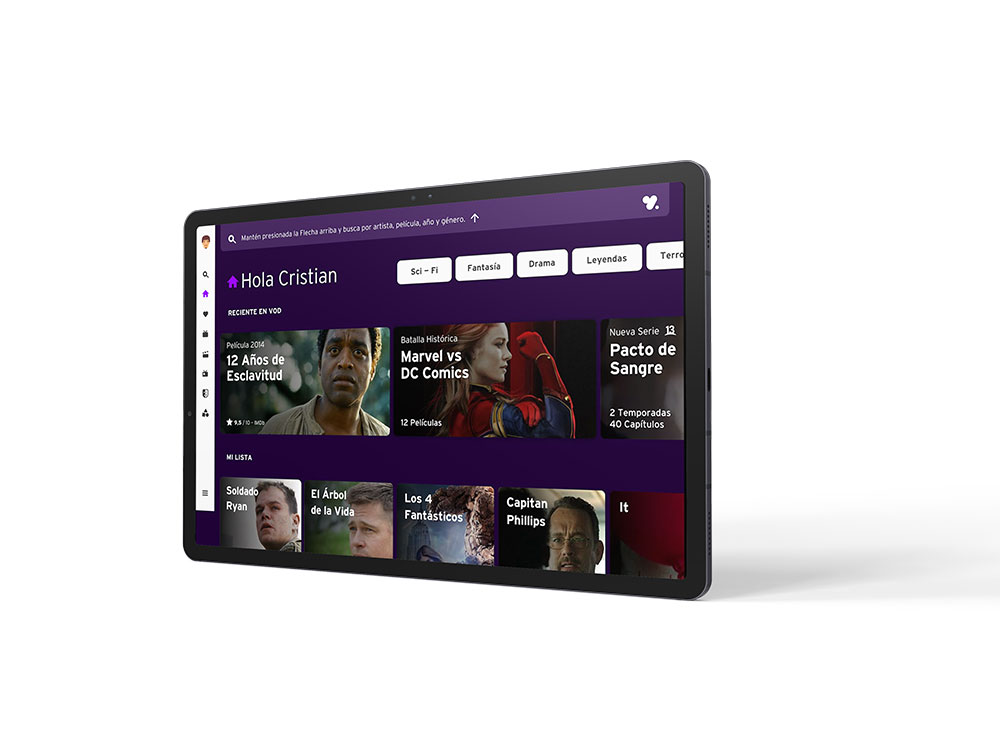 Mantén presionada la Flecha arriba y busca por artista, película, año y género.
Hola Cristian
Sci – Fi
Fantasía
Drama
Leyendas
Terro
RECIENTE EN VOD
Película 2014
12 Años de
Esclavitud
9,5 / 10 - IMDb
Batalla Histórica
Marvel vs
DC Comics
12 Películas
Nueva Serie 13
Pacto de
Sangre
2 Temporadas
40 Capítulos
MI LISTA
Soldado
Ryan
El Árbol
de la Vida
Los 4
Fantásticos
Capitan
Phillips
It